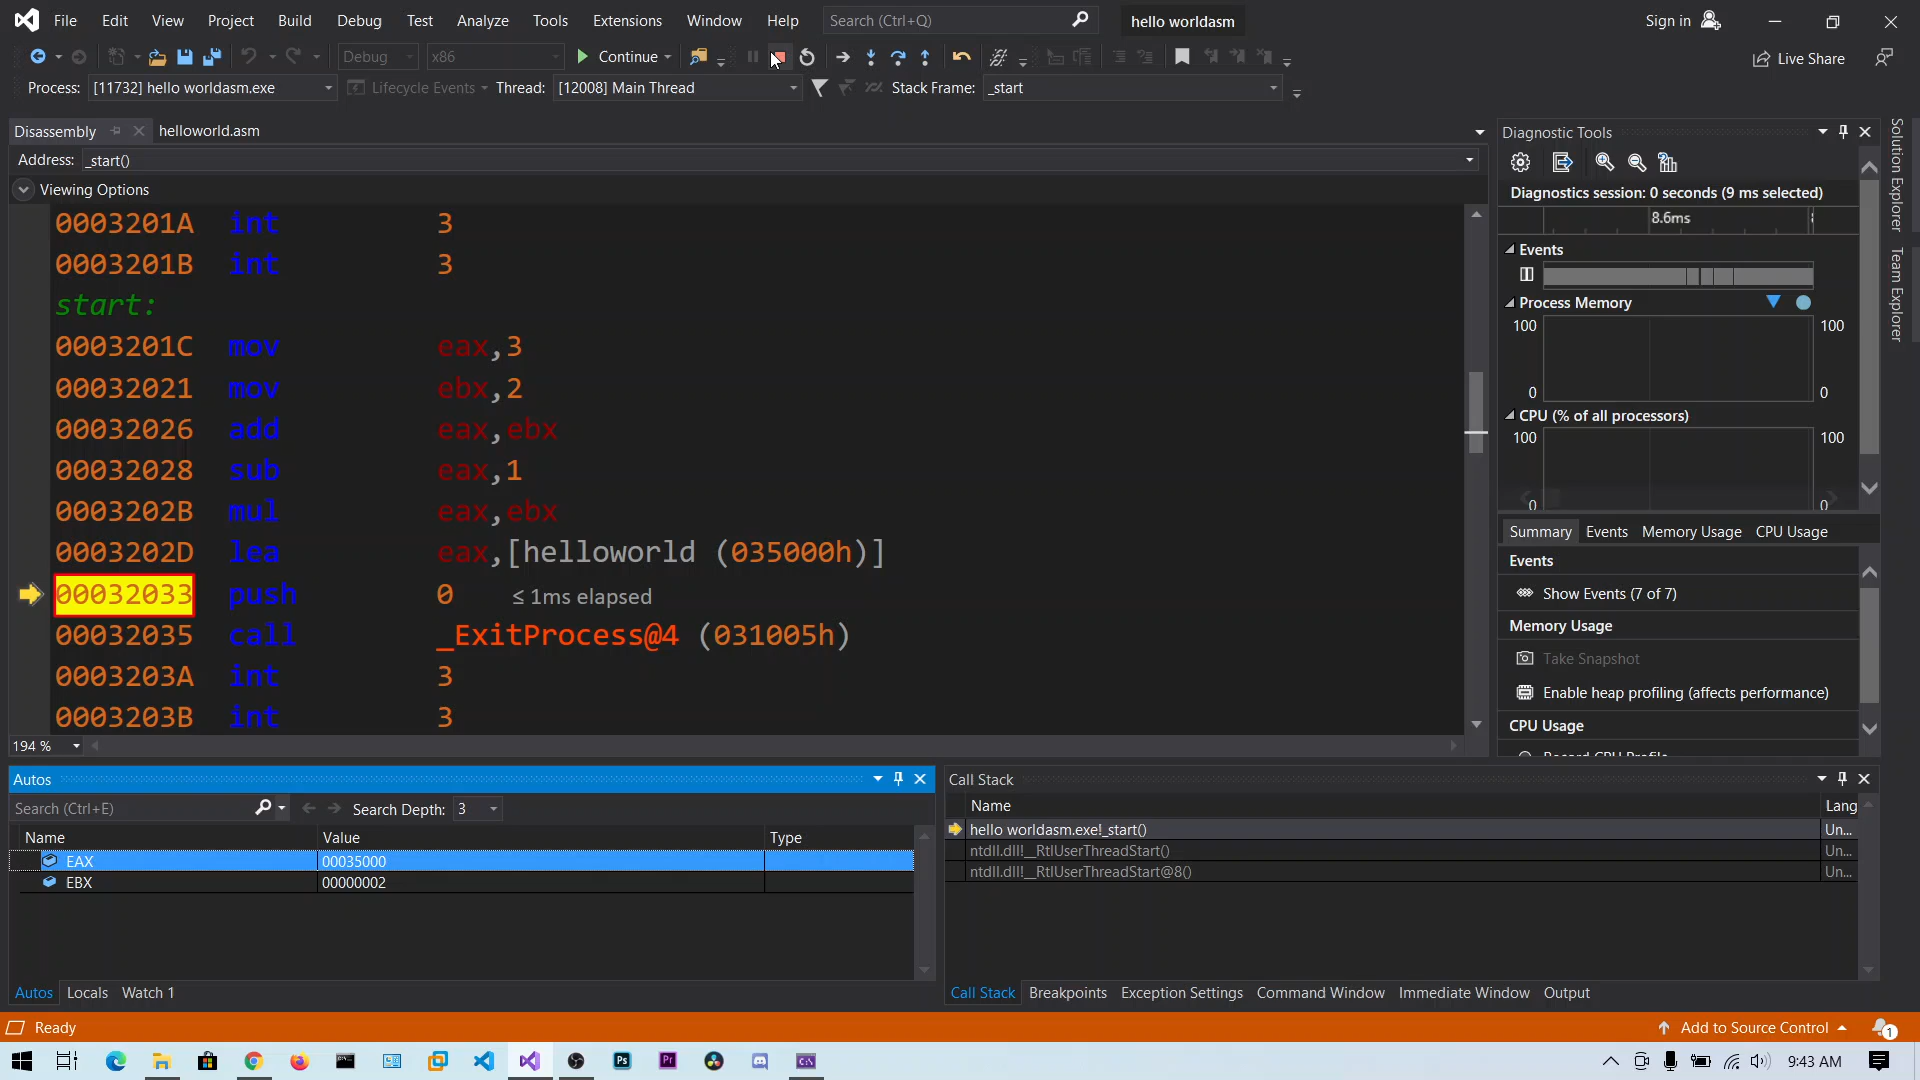 File Edit View Project Build Debug Test Analyze Tools Extensions Window Help Search (Ctrl+Q) hello worldasm Sign in
Debug x86 Continue Live Share
Process: [11732] hello worldasm.exe Lifecycle Events Thread: [12008] Main Thread Stack Frame: _start
Disassembly helloworld.asm
Address: _start()
Viewing Options
0003201A int 3
0003201B int 3
start:
0003201C mov eax,3
00032021 mov ebx,2
00032026 add eax,ebx
00032028 sub eax,1
0003202B mul eax,ebx
0003202D lea eax,[helloworld (035000h)]
00032033 push 0 ≤ 1ms elapsed
00032035 call _ExitProcess@4 (031005h)
0003203A int 3
0003203B int 3
194 %
Diagnostic Tools
Diagnostics session: 0 seconds (9 ms selected)
8.6ms
Events
Process Memory
100 100
0 0
CPU (% of all processors)
100 100
0 0
Summary Events Memory Usage CPU Usage
Events
Show Events (7 of 7)
Memory Usage
Take Snapshot
Enable heap profiling (affects performance)
CPU Usage
Record CPU Profile
Solution Explorer
Team Explorer
Autos
Search (Ctrl+E) Search Depth: 3
Name Value Type
EAX 00035000
EBX 00000002
Autos Locals Watch 1
Call Stack
Name Lang
hello worldasm.exe!_start() Un...
ntdll.dll!__RtlUserThreadStart() Un...
ntdll.dll!__RtlUserThreadStart@8() Un...
Call Stack Breakpoints Exception Settings Command Window Immediate Window Output
Ready Add to Source Control 1
Ps Pr C:\ 9:43 AM